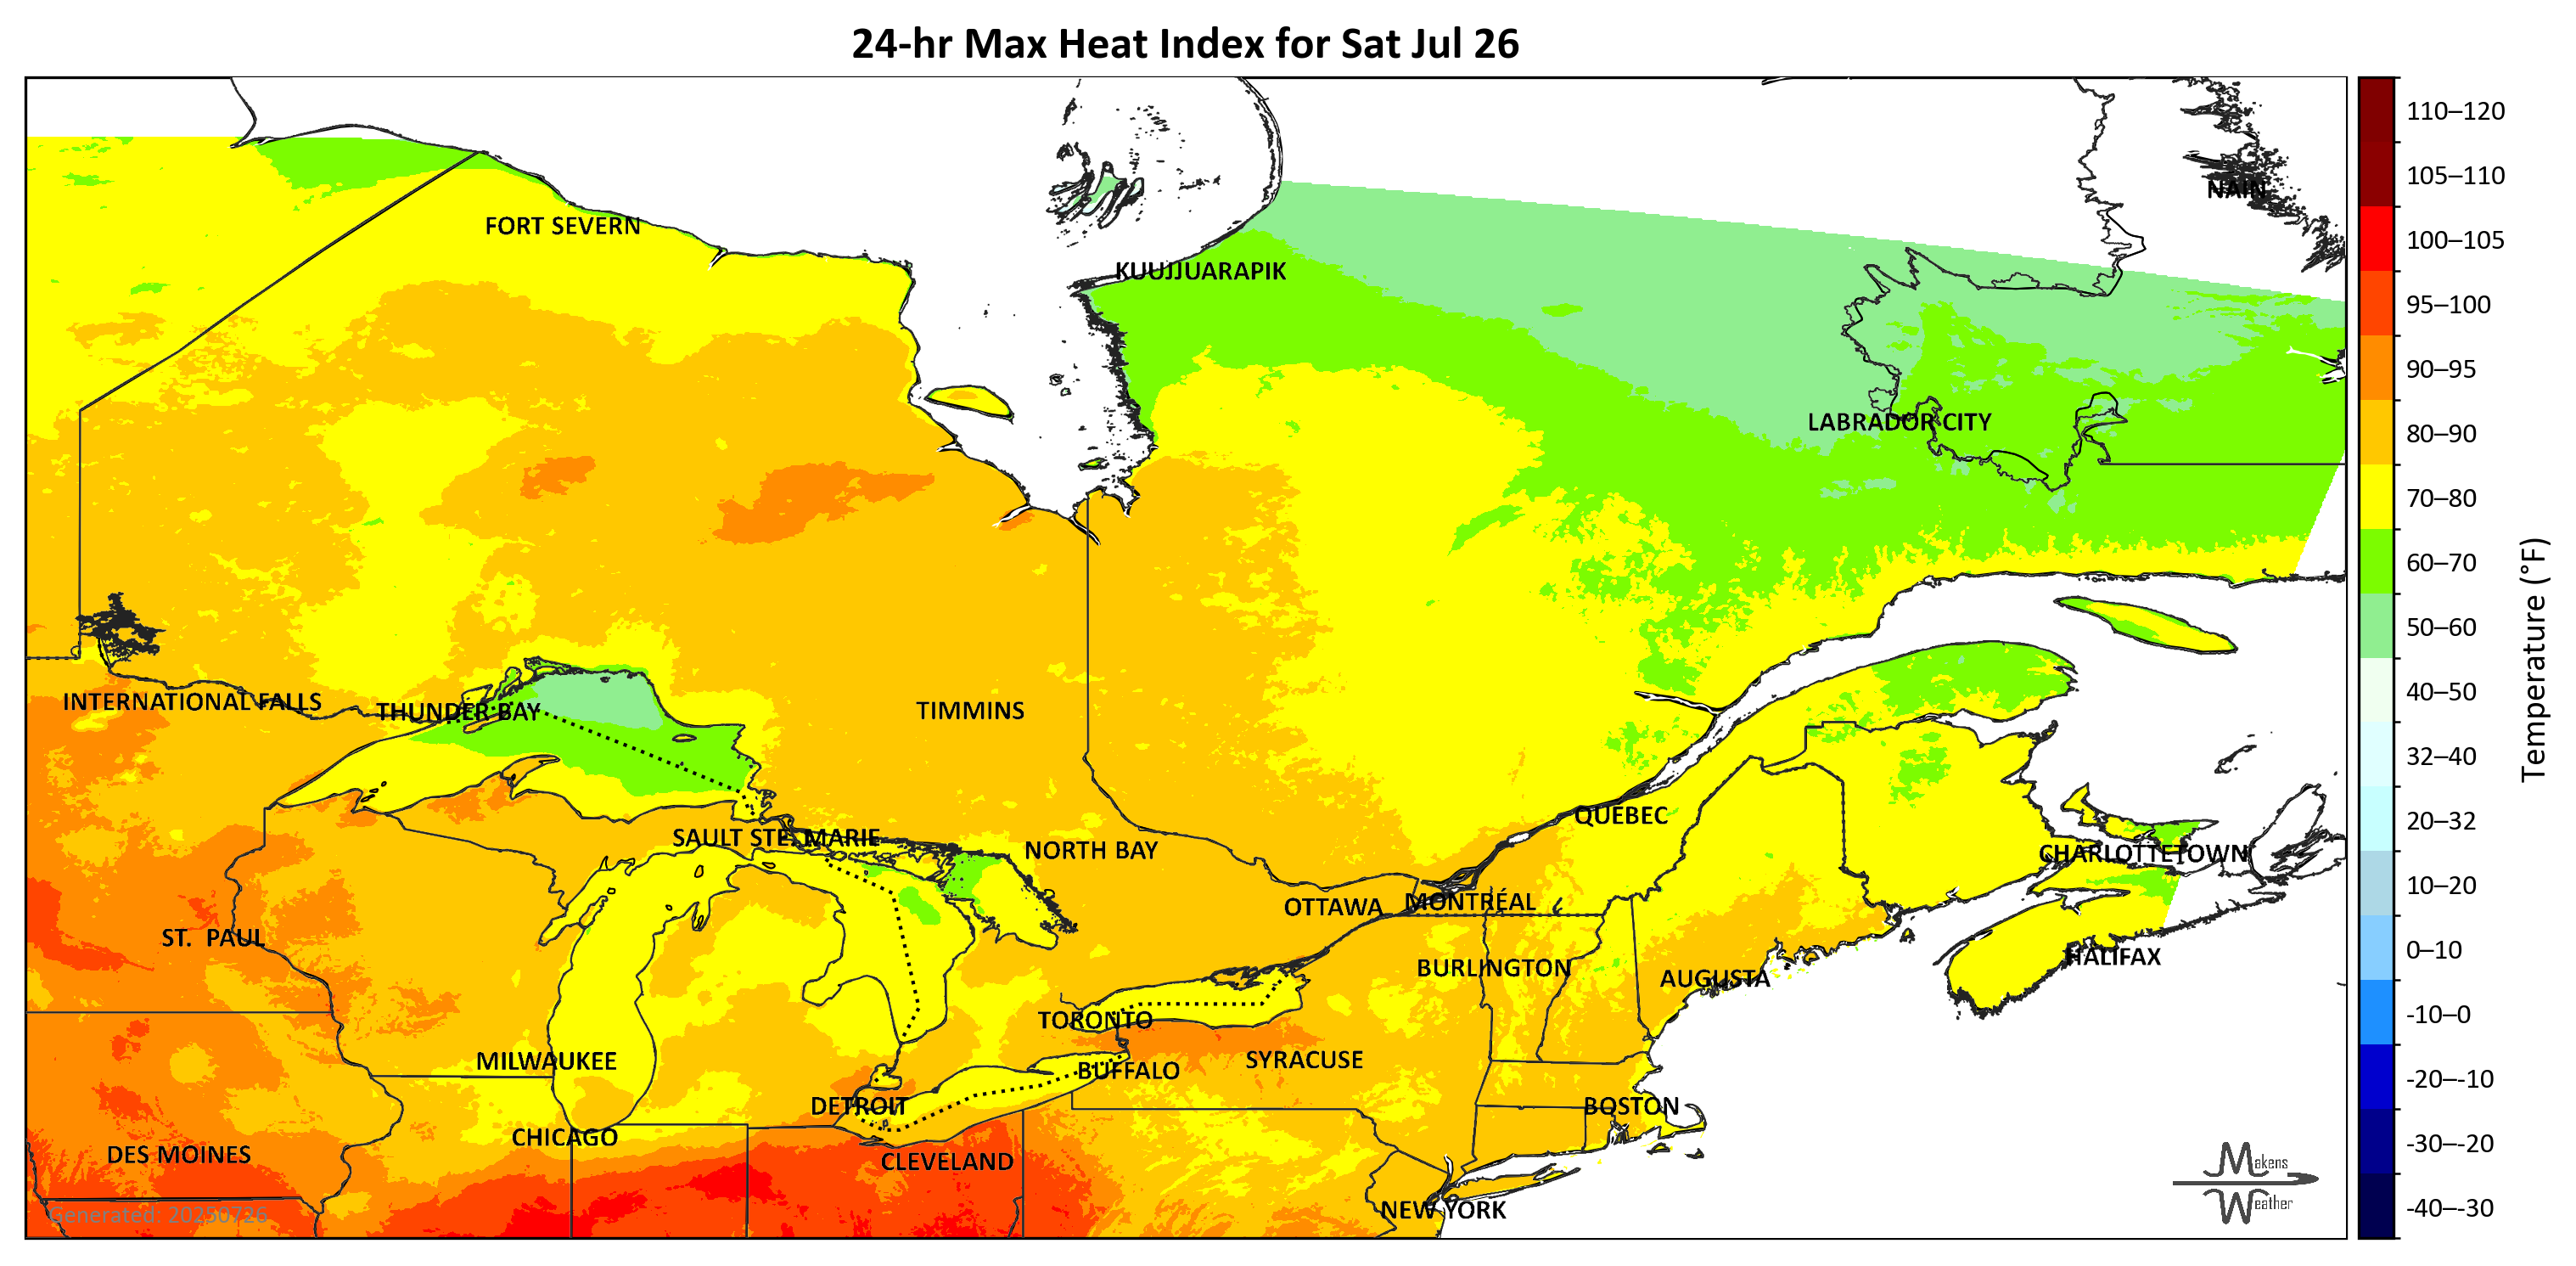 24-hr Max Heat Index for Sat Jul 26
NAIN
FORT SEVERN
KUUJJUARAPIK
LABRADOR CITY
INTERNATIONAL FALLS
THUNDER BAY
TIMMINS
SAULT STE. MARIE
NORTH BAY
QUEBEC
CHARLOTTETOWN
OTTAWA
MONTRÉAL
ST. PAUL
BURLINGTON
AUGUSTA
HALIFAX
TORONTO
MILWAUKEE
SYRACUSE
BUFFALO
DETROIT
BOSTON
CHICAGO
DES MOINES
CLEVELAND
NEW YORK
Generated: 20250726
Makens
Weather
110–120
105–110
100–105
95–100
90–95
80–90
70–80
60–70
50–60
40–50
32–40
20–32
10–20
0–10
-10–0
-20–-10
-30–-20
-40–-30
Temperature (°F)